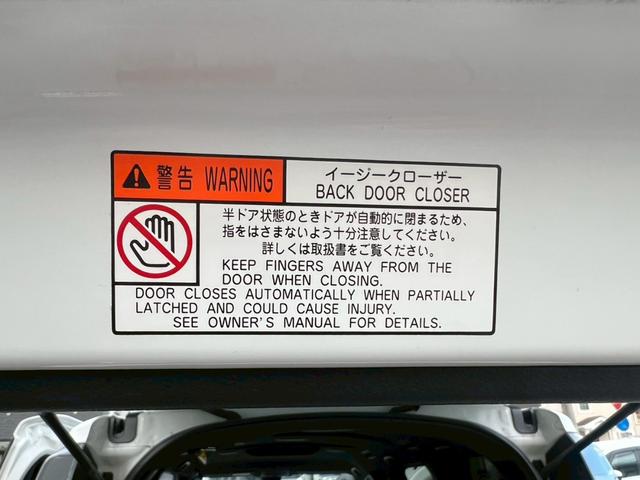 警告 WARNING
イージークローザー
BACK DOOR CLOSER
半ドア状態のときドアが自動的に閉まるため、
指をはさまないよう十分注意してください。
詳しくは取扱書をご覧ください。
KEEP FINGERS AWAY FROM THE
DOOR WHEN CLOSING.
DOOR CLOSES AUTOMATICALLY WHEN PARTIALLY
LATCHED AND COULD CAUSE INJURY.
SEE OWNER'S MANUAL FOR DETAILS.